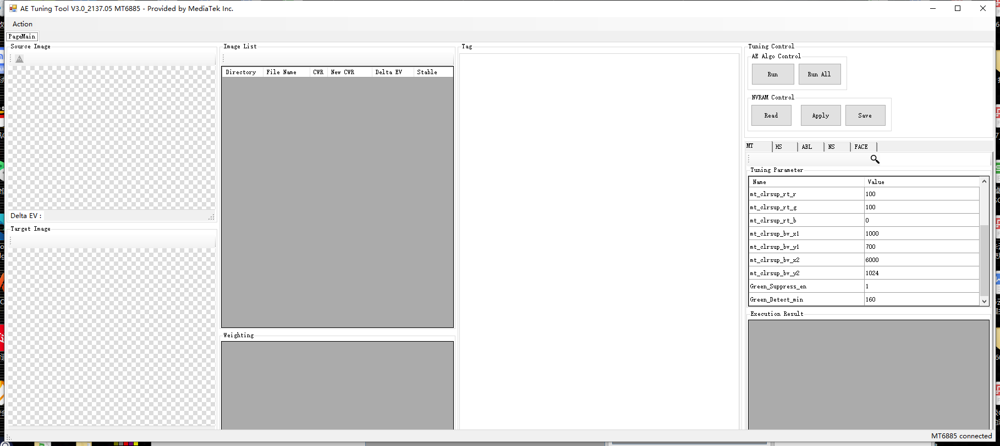 AE Tuning Tool V3.0_2137.05 MT6885 - Provided by MediaTek Inc.
Action
PageMain
Source Image
Delta EV :
Target Image
Image List
Directory File Name CWR New CWR Delta EV Stable
Weighting
Tag
Tuning Control
AE Algo Control
Run Run All
NVRAM Control
Read Apply Save
MT HS ABL NS FACE
Tuning Parameter
Name Value
mt_clrsup_rt_r 100
mt_clrsup_rt_g 100
mt_clrsup_rt_b 0
mt_clrsup_bv_x1 1000
mt_clrsup_bv_y1 700
mt_clrsup_bv_x2 6000
mt_clrsup_bv_y2 1024
Green_Suppress_en 1
Green_Detect_min 160
Execution Result
MT6885 connected